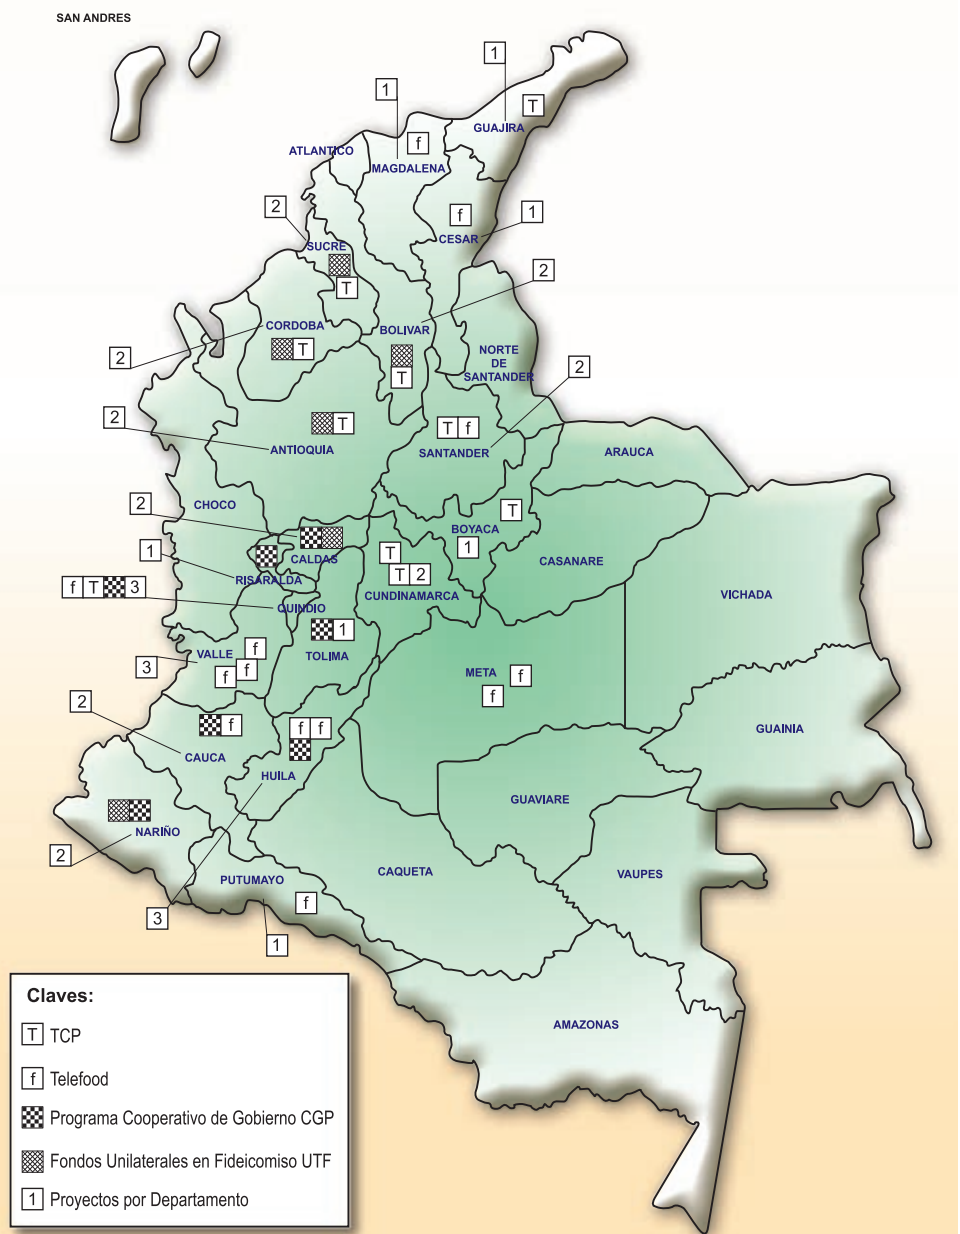 SAN ANDRES
1
1
T
GUAJIRA
f
ATLANTICO
MAGDALENA
2
f
1
CESAR
SUCRE
T
2
CORDOBA
BOLIVAR
T
2
NORTE
DE
SANTANDER
T
2
2
T
T f
ANTIOQUIA
SANTANDER
ARAUCA
2
CHOCO
T
BOYACA
1
1
CALDAS
T
CASANARE
RISARALDA
T 2
f T 3
CUNDINAMARCA
VICHADA
QUINDIO
1
VALLE
f
f
f
TOLIMA
3
META
f
f
2
f
CAUCA
f f
HUILA
GUAINIA
GUAVIARE
NARIÑO
2
CAQUETA
VAUPES
PUTUMAYO
f
3
1
AMAZONAS
Claves:
T TCP
f Telefood
Programa Cooperativo de Gobierno CGP
Fondos Unilaterales en Fideicomiso UTF
1 Proyectos por Departamento